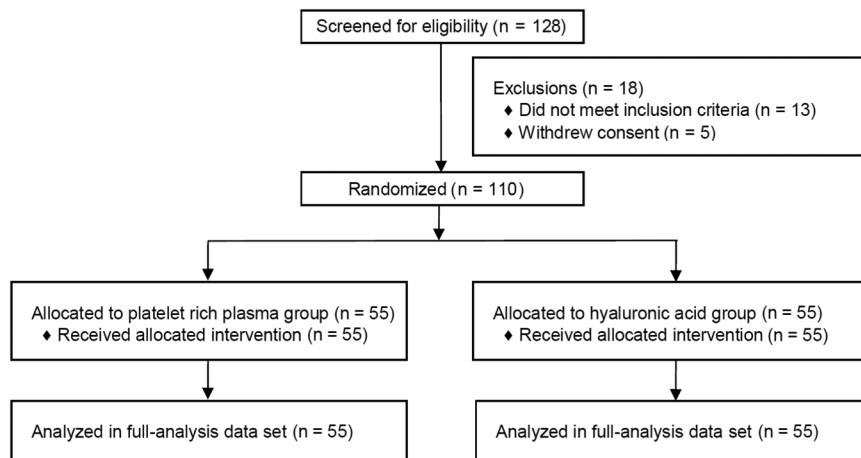 Screened for eligibility (n = 128)
Exclusions (n = 18)
♦ Did not meet inclusion criteria (n = 13)
♦ Withdrew consent (n = 5)
Randomized (n = 110)
Allocated to platelet rich plasma group (n = 55)
♦ Received allocated intervention (n = 55)
Allocated to hyaluronic acid group (n = 55)
♦ Received allocated intervention (n = 55)
Analyzed in full-analysis data set (n = 55)
Analyzed in full-analysis data set (n = 55)